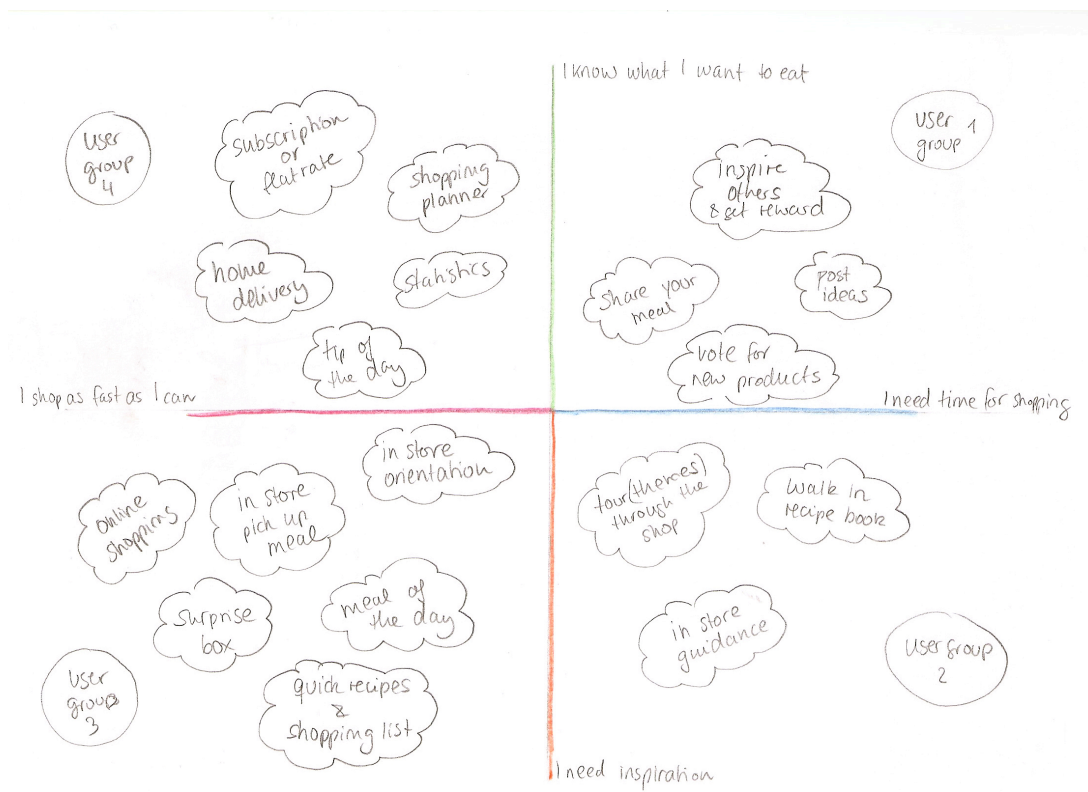 I know what I want to eat
user
group
4
subscription
or
flatrate
shopping
planner
home
delivery
statistics
tip of
the day
user 1
group
inspire
others
& get reward
share your
meal
post
ideas
vote for
new products
I shop as fast as I can
I need time for shopping
online
shopping
in store
pick up
meal
in store
orientation
surprise
box
meal of
the day
user
group
3
quick recipes
&
shopping list
tour (themes)
through the
shop
walk in
recipe book
in store
guidance
user group
2
I need inspiration